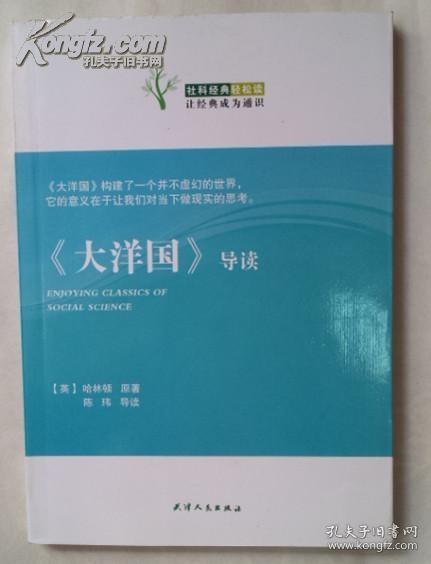 Kongfz.com
孔夫子旧书网
社科经典轻松读
让经典成为通识
《大洋国》构建了一个并不虚幻的世界,
它的意义在于让我们对当下做现实的思考。
《大洋国》导读
ENJOYING CLASSICS OF
SOCIAL SCIENCE
【英】哈林顿 原著
陈 玮 导读
天津人民出版社
孔夫子旧书网
www.kongfz.com